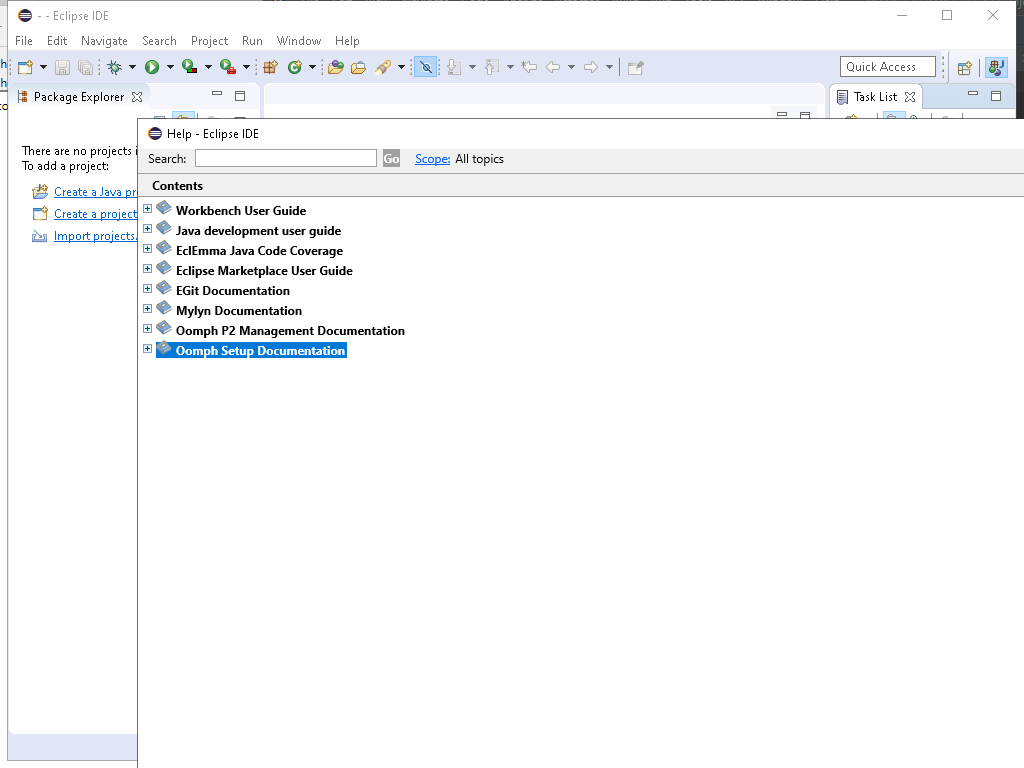 - - Eclipse IDE
File Edit Navigate Search Project Run Window Help
Quick Access
Package Explorer
Task List
Help - Eclipse IDE
Search: Go Scope: All topics
Contents
There are no projects
To add a project:
Create a Java
Create a project
Import projects
Workbench User Guide
Java development user guide
EclEmma Java Code Coverage
Eclipse Marketplace User Guide
EGit Documentation
Mylyn Documentation
Oomph P2 Management Documentation
Oomph Setup Documentation